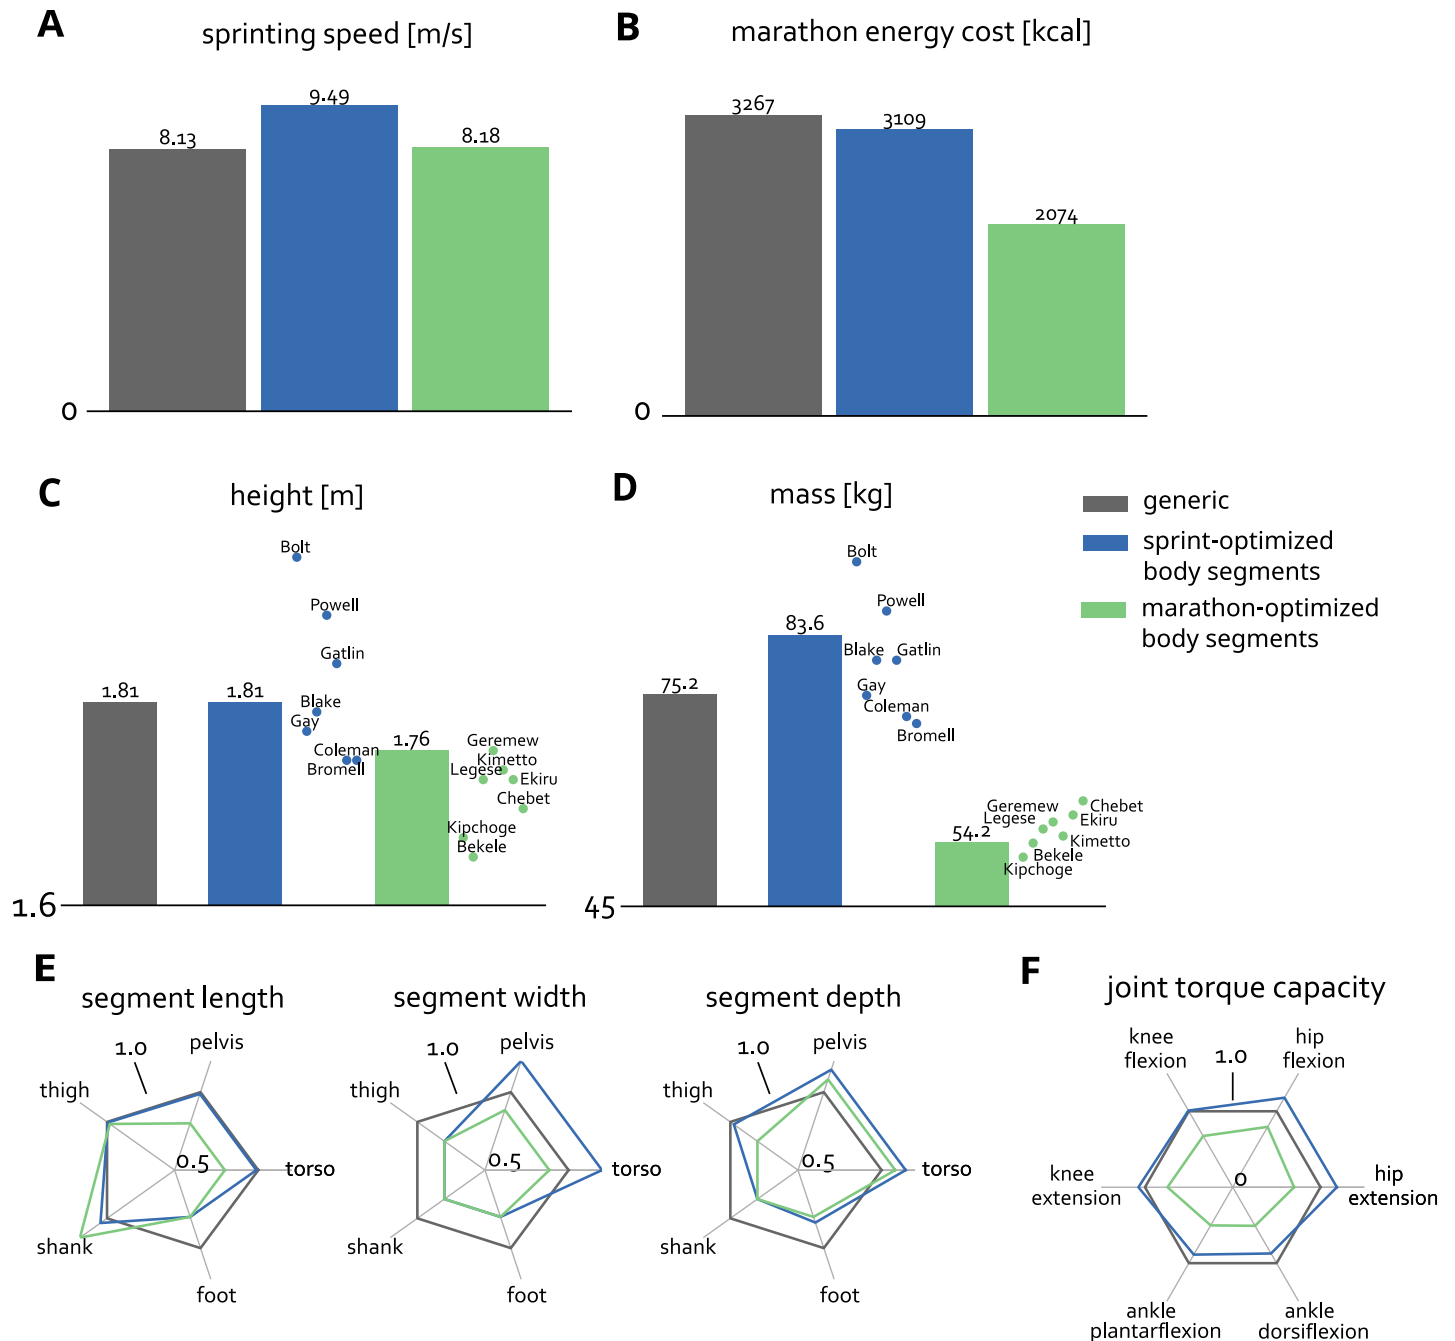 A
sprinting speed [m/s]
8.13
9.49
8.18
0
B
marathon energy cost [kcal]
3267
3109
2074
0
C
height [m]
Bolt
Powell
Gatlin
1.81
1.81
Blake
Gay
Coleman
Bromell
1.76
Geremew
Kimetto
Legese
Ekiru
Chebet
Kipchoge
Bekele
1.6
D
mass [kg]
Bolt
Powell
83.6
Blake
Gatlin
75.2
Gay
Coleman
Bromell
54.2
Geremew
Chebet
Legese
Ekiru
Kimetto
Bekele
Kipchoge
45
generic
sprint-optimized
body segments
marathon-optimized
body segments
E
segment length
1.0
pelvis
thigh
0.5
torso
shank
foot
segment width
1.0
pelvis
thigh
0.5
torso
shank
foot
segment depth
1.0
pelvis
thigh
0.5
torso
shank
foot
F
joint torque capacity
knee
flexion
1.0
hip
flexion
knee
extension
0
hip
extension
ankle
plantarflexion
ankle
dorsiflexion